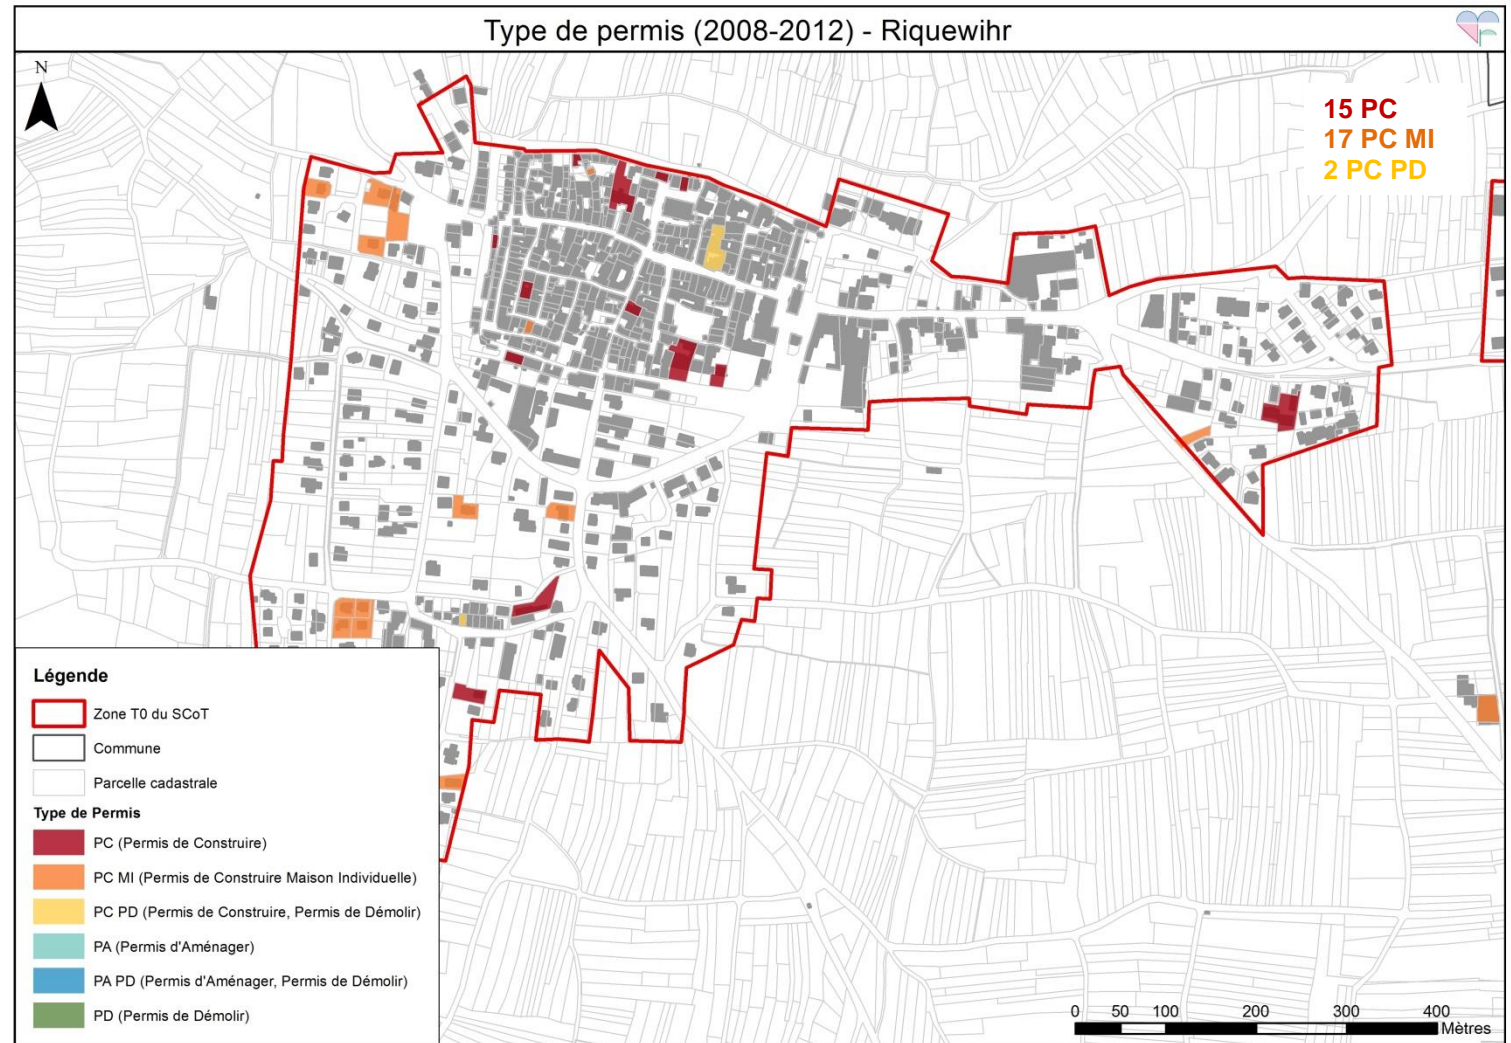 Type de permis (2008-2012) - Riquewihr
N
15 PC
17 PC MI
2 PC PD
Légende
Zone T0 du SCoT
Commune
Parcelle cadastrale
Type de Permis
PC (Permis de Construire)
PC MI (Permis de Construire Maison Individuelle)
PC PD (Permis de Construire, Permis de Démolir)
PA (Permis d'Aménager)
PA PD (Permis d'Aménager, Permis de Démolir)
PD (Permis de Démolir)
0 50 100 200 300 400
Mètres